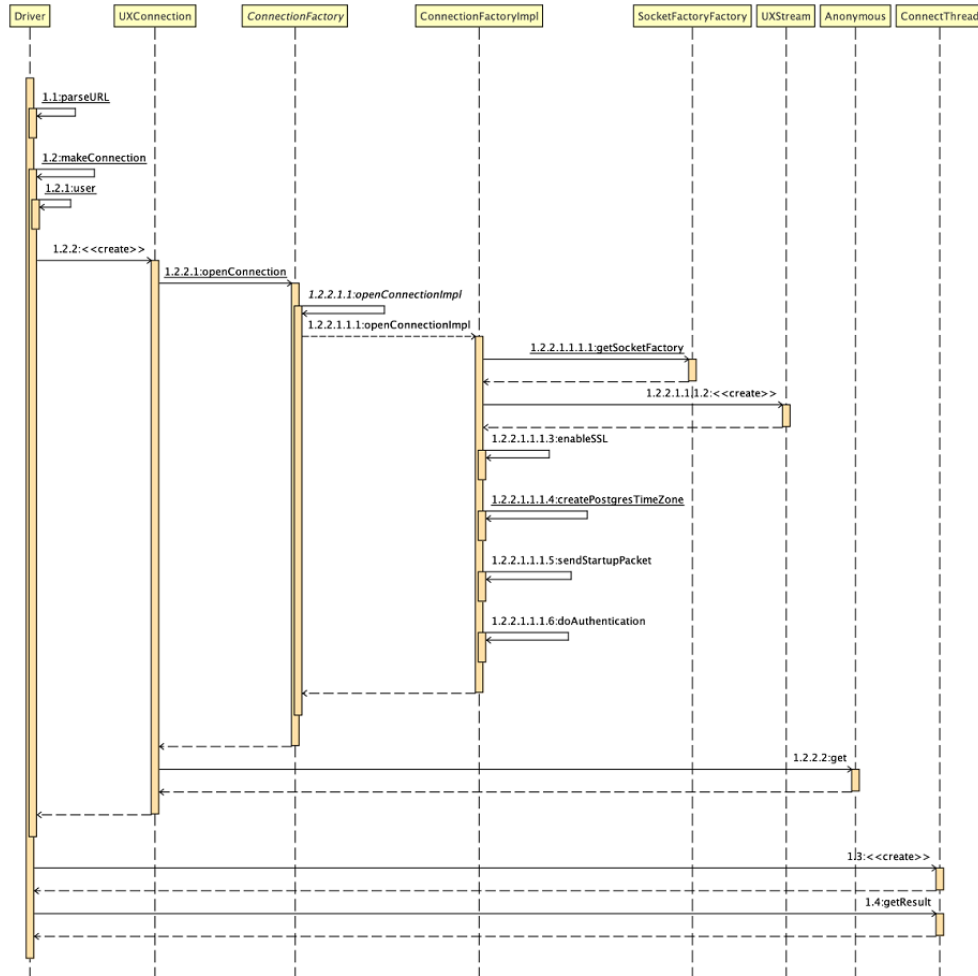 Driver
UXConnection
ConnectionFactory
ConnectionFactoryImpl
SocketFactoryFactory
UXStream
Anonymous
ConnectThread
1.1:parseURL
1.2:makeConnection
1.2.1:user
1.2.2:<<create>>
1.2.2.1:openConnection
1.2.2.1.1:openConnectionImpl
1.2.2.1.1.1:openConnectionImpl
1.2.2.1.1.1.1:getSocketFactory
1.2.2.1.1.1.2:<<create>>
1.2.2.1.1.1.3:enableSSL
1.2.2.1.1.1.4:createPostgresTimeZone
1.2.2.1.1.1.5:sendStartupPacket
1.2.2.1.1.1.6:doAuthentication
1.2.2.2:get
1.3:<<create>>
1.4:getResult